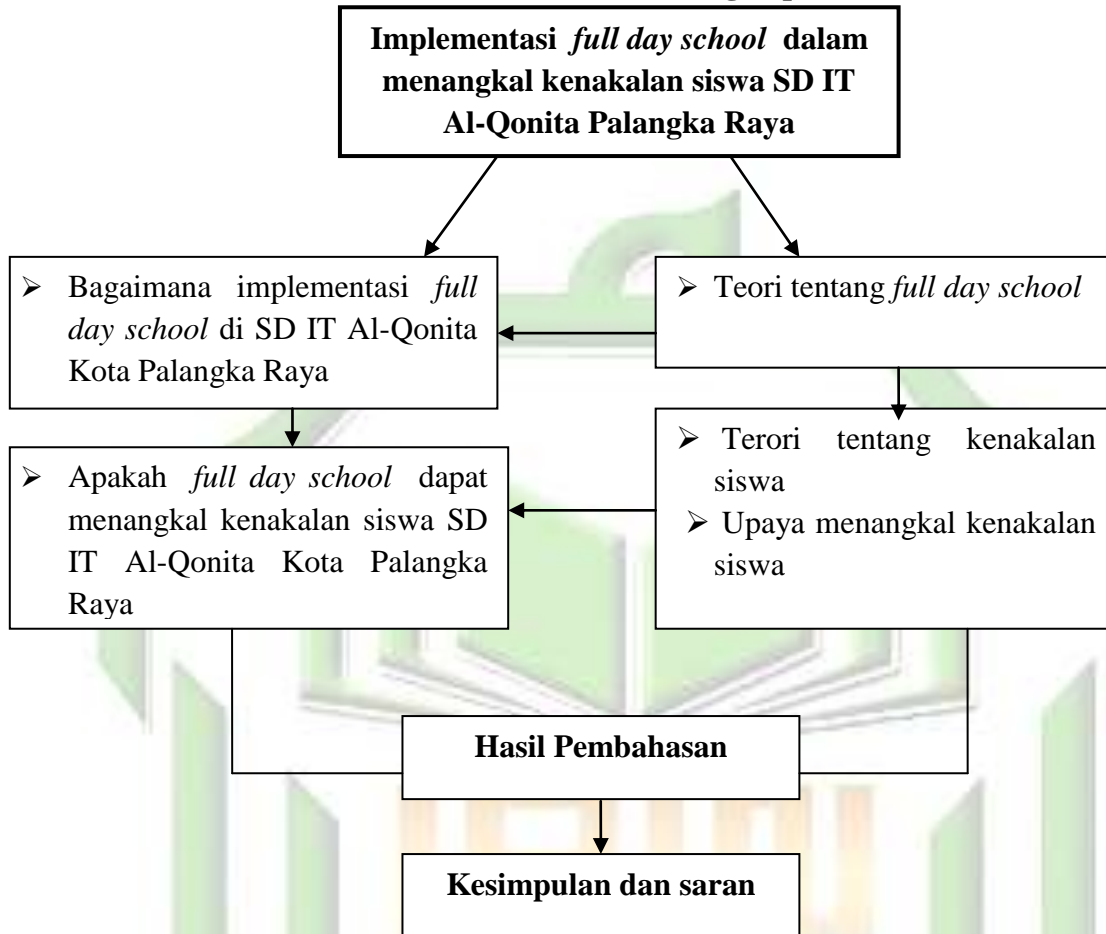 Implementasi full day school dalam
menangkal kenakalan siswa SD IT
Al-Qonita Palangka Raya
➢ Bagaimana implementasi full
day school di SD IT Al-Qonita
Kota Palangka Raya
➢ Teori tentang full day school
➢ Apakah full day school dapat
menangkal kenakalan siswa SD
IT Al-Qonita Kota Palangka
Raya
➢ Terori tentang kenakalan
siswa
➢ Upaya menangkal kenakalan
siswa
Hasil Pembahasan
Kesimpulan dan saran